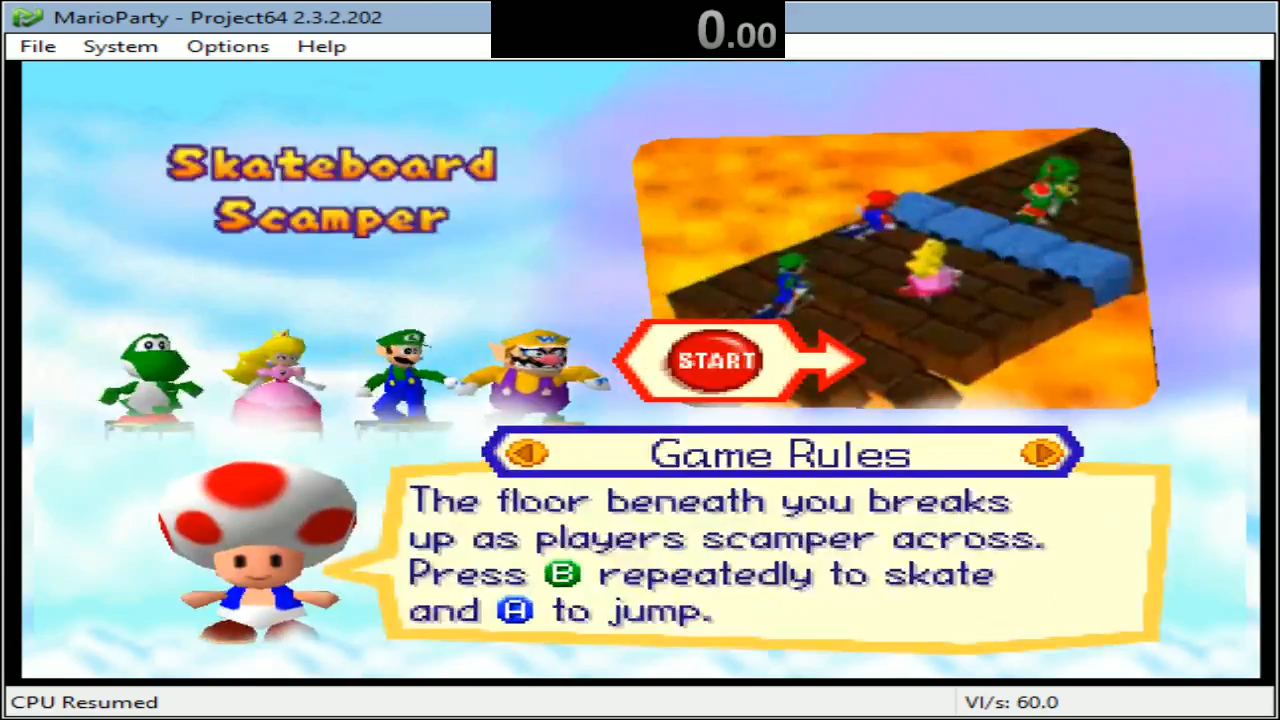 MarioParty - Project64 2.3.2.202
0.00
File System Options Help
Skateboard
Scamper
START
Game Rules
The floor beneath you breaks
up as players scamper across.
Press B repeatedly to skate
and A to jump.
CPU Resumed
VI/s: 60.0